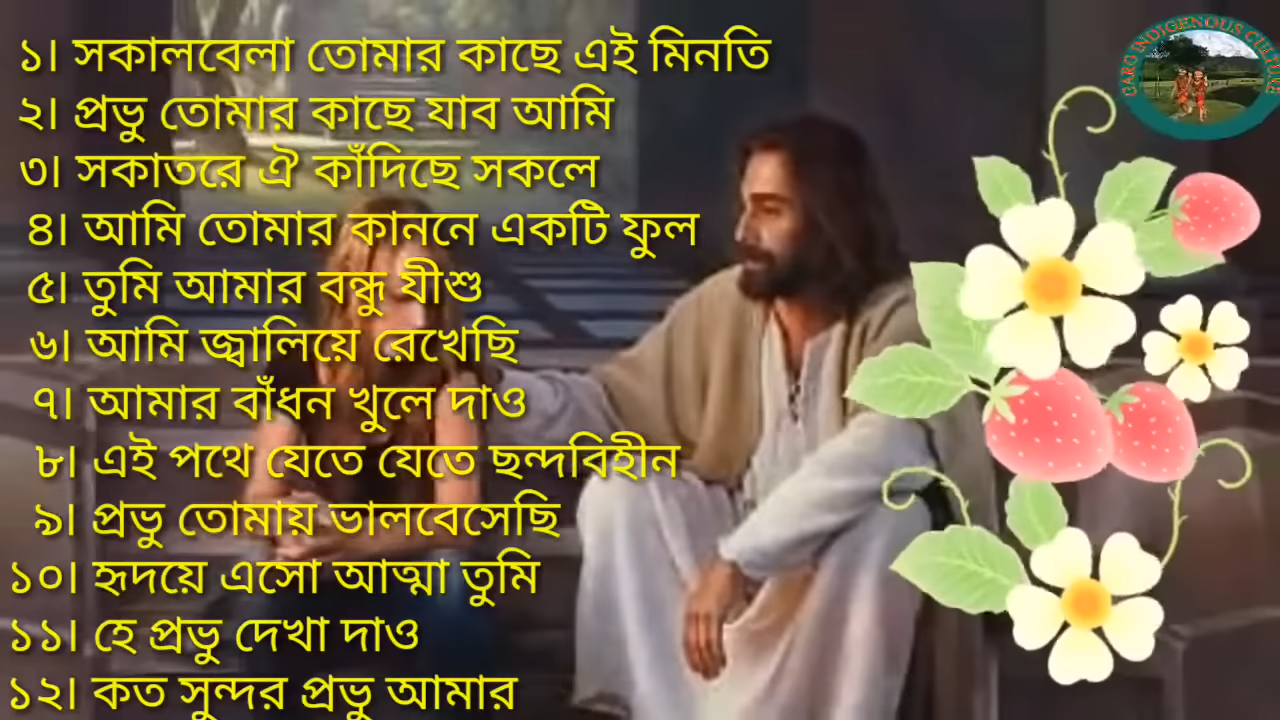 ১। সকালবেলা তোমার কাছে এই মিনতি
২। প্রভু তোমার কাছে যাব আমি
৩। সকাতরে ঐ কাঁদিছে সকলে
৪। আমি তোমার কাননে একটি ফুল
৫। তুমি আমার বন্ধু যীশু
৬। আমি জ্বালিয়ে রেখেছি
৭। আমার বাঁধন খুলে দাও
৮। এই পথে যেতে যেতে ছন্দবিহীন
৯। প্রভু তোমায় ভালবেসেছি
১০। হৃদয়ে এসো আত্মা তুমি
১১। হে প্রভু দেখা দাও
১২। কত সুন্দর প্রভু আমার
GARO INDIGENOUS CULTURE